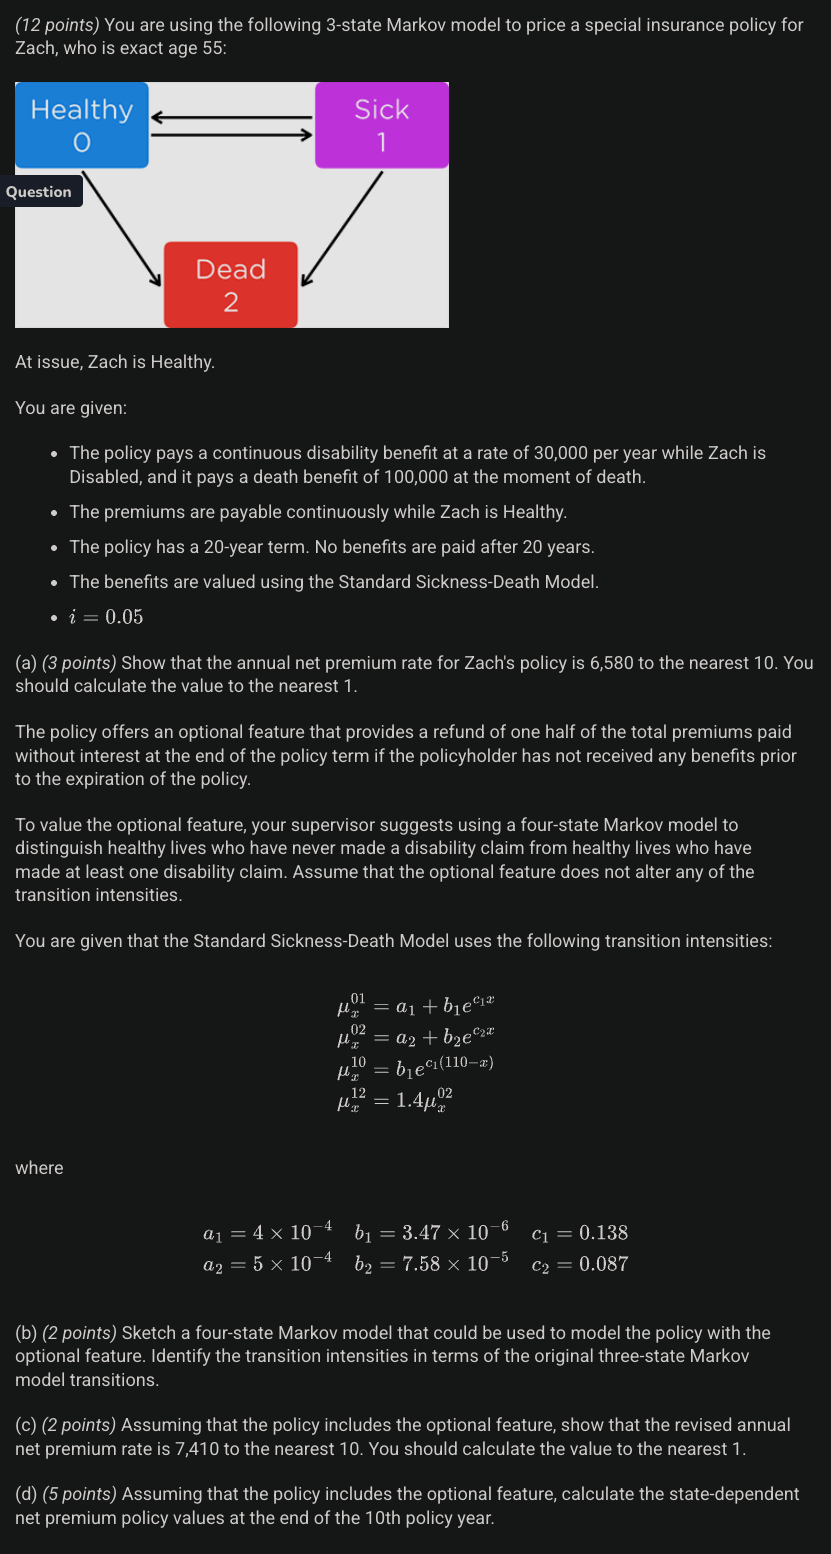 (12 points) You are using the following 3-state Markov model to price a special insurance policy for
Zach, who is exact age 55:
Healthy
0
Sick
1
Question
Dead
2
At issue, Zach is Healthy.
You are given:
• The policy pays a continuous disability benefit at a rate of 30,000 per year while Zach is
Disabled, and it pays a death benefit of 100,000 at the moment of death.
• The premiums are payable continuously while Zach is Healthy.
• The policy has a 20-year term. No benefits are paid after 20 years.
• The benefits are valued using the Standard Sickness-Death Model.
• i = 0.05
(a) (3 points) Show that the annual net premium rate for Zach's policy is 6,580 to the nearest 10. You
should calculate the value to the nearest 1.
The policy offers an optional feature that provides a refund of one half of the total premiums paid
without interest at the end of the policy term if the policyholder has not received any benefits prior
to the expiration of the policy.
To value the optional feature, your supervisor suggests using a four-state Markov model to
distinguish healthy lives who have never made a disability claim from healthy lives who have
made at least one disability claim. Assume that the optional feature does not alter any of the
transition intensities.
You are given that the Standard Sickness-Death Model uses the following transition intensities:
μ_x^{01} = a_1 + b_1 e^{c_1 x}
μ_x^{02} = a_2 + b_2 e^{c_2 x}
μ_x^{10} = b_1 e^{c_1(110−x)}
μ_x^{12} = 1.4μ_x^{02}
where
a_1 = 4 × 10^{−4} b_1 = 3.47 × 10^{−6} c_1 = 0.138
a_2 = 5 × 10^{−4} b_2 = 7.58 × 10^{−5} c_2 = 0.087
(b) (2 points) Sketch a four-state Markov model that could be used to model the policy with the
optional feature. Identify the transition intensities in terms of the original three-state Markov
model transitions.
(c) (2 points) Assuming that the policy includes the optional feature, show that the revised annual
net premium rate is 7,410 to the nearest 10. You should calculate the value to the nearest 1.
(d) (5 points) Assuming that the policy includes the optional feature, calculate the state-dependent
net premium policy values at the end of the 10th policy year.